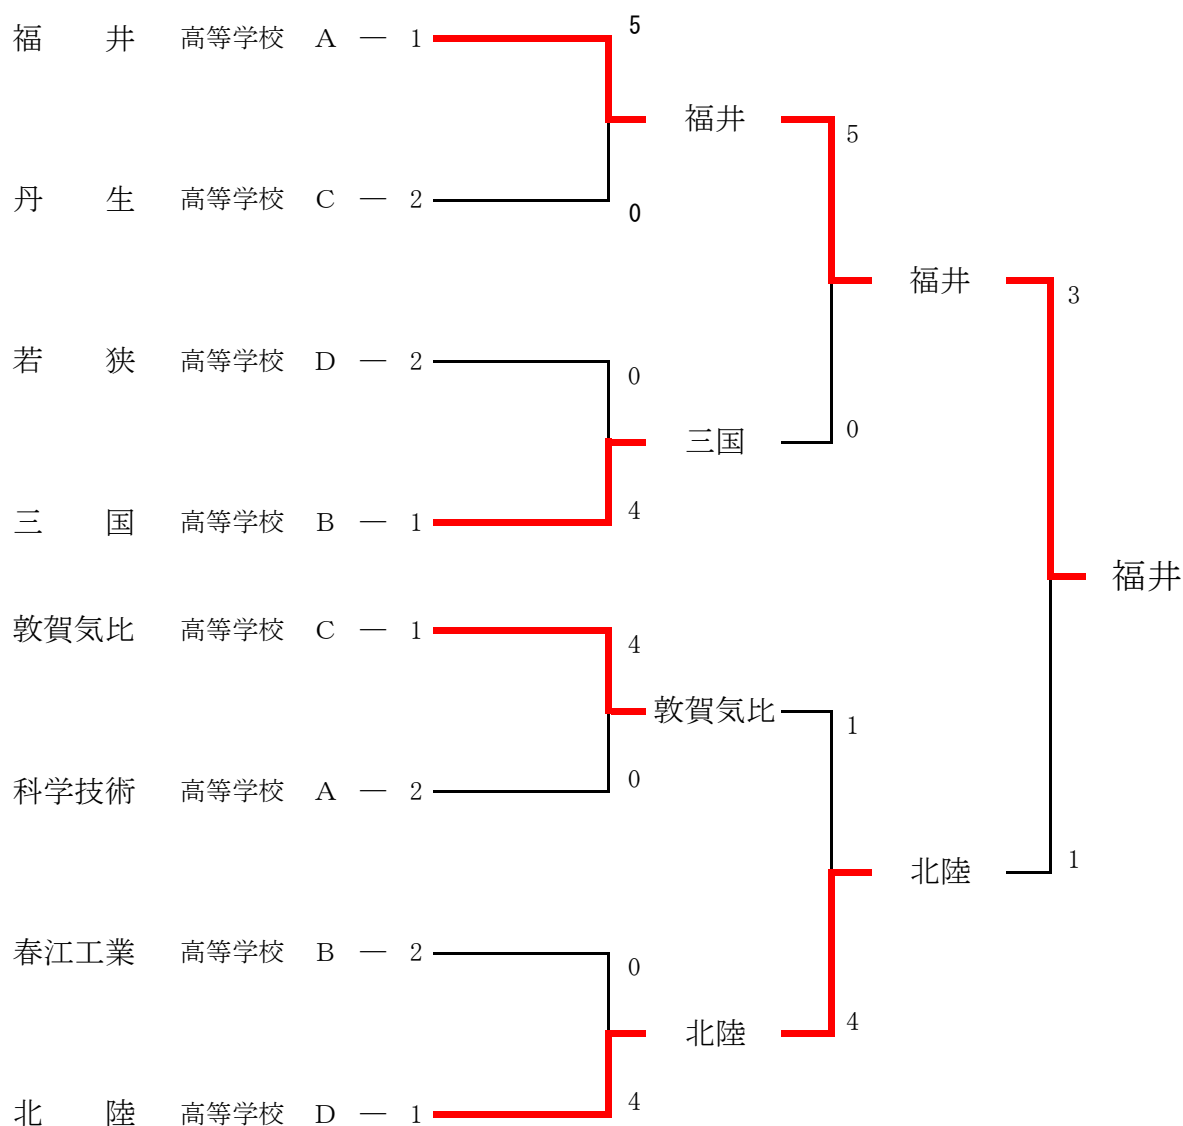 福　井　高等学校　A　―　1
5
福井
5
丹　生　高等学校　C　―　2
0
福井
3
若　狭　高等学校　D　―　2
0
三国
0
三　国　高等学校　B　―　1
4
福井
敦賀気比　高等学校　C　―　1
4
敦賀気比
1
科学技術　高等学校　A　―　2
0
北陸
1
春江工業　高等学校　B　―　2
0
北陸
4
北　陸　高等学校　D　―　1
4